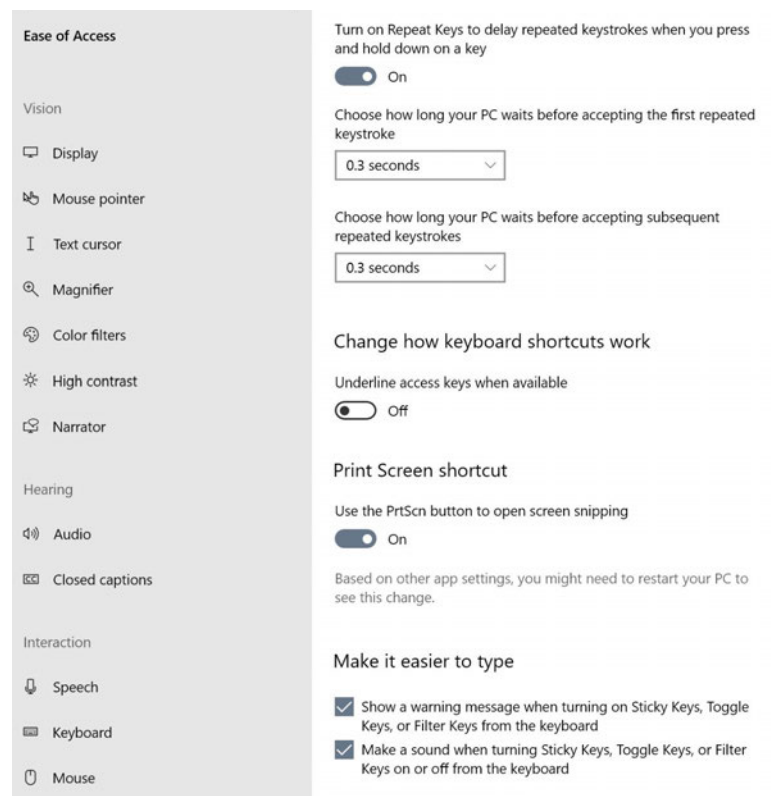 Ease of Access
Vision
Display
Mouse pointer
Text cursor
Magnifier
Color filters
High contrast
Narrator
Hearing
Audio
Closed captions
Interaction
Speech
Keyboard
Mouse
Turn on Repeat Keys to delay repeated keystrokes when you press
and hold down on a key
On
Choose how long your PC waits before accepting the first repeated
keystroke
0.3 seconds
Choose how long your PC waits before accepting subsequent
repeated keystrokes
0.3 seconds
Change how keyboard shortcuts work
Underline access keys when available
Off
Print Screen shortcut
Use the PrtScn button to open screen snipping
On
Based on other app settings, you might need to restart your PC to
see this change.
Make it easier to type
Show a warning message when turning on Sticky Keys, Toggle
Keys, or Filter Keys from the keyboard
Make a sound when turning Sticky Keys, Toggle Keys, or Filter
Keys on or off from the keyboard